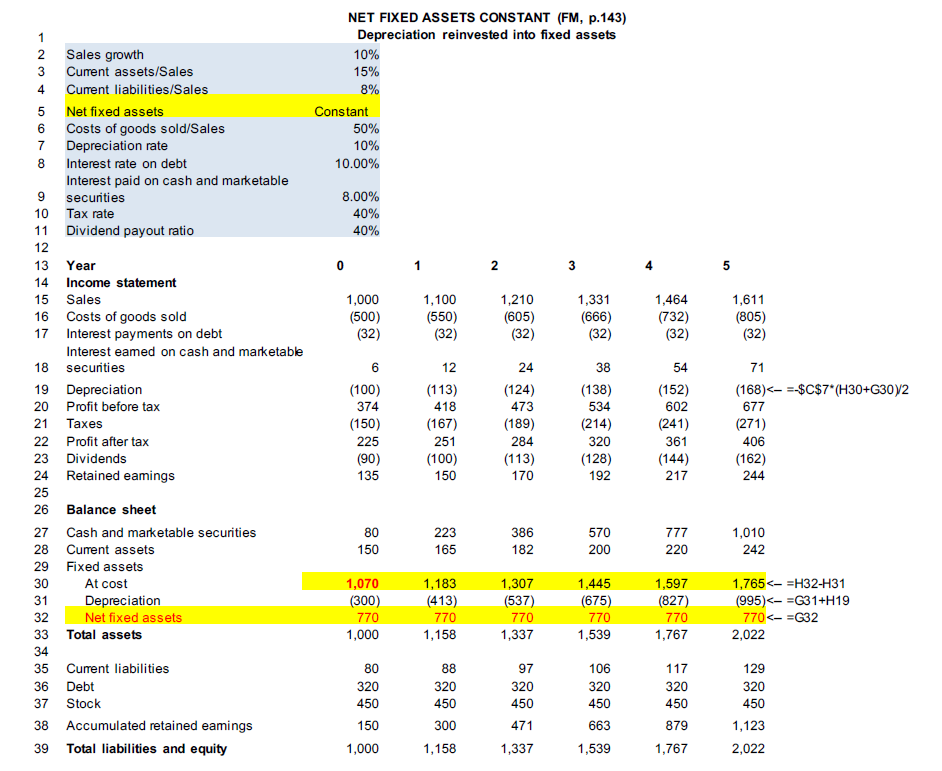 NET FIXED ASSETS CONSTANT (FM, p.143)
1 Depreciation reinvested into fixed assets
2 Sales growth 10%
3 Current assets/Sales 15%
4 Current liabilities/Sales 8%
5 Net fixed assets Constant
6 Costs of goods sold/Sales 50%
7 Depreciation rate 10%
8 Interest rate on debt 10.00%
Interest paid on cash and marketable
9 securities 8.00%
10 Tax rate 40%
11 Dividend payout ratio 40%
12
13 Year 0 1 2 3 4 5
14 Income statement
15 Sales 1,000 1,100 1,210 1,331 1,464 1,611
16 Costs of goods sold (500) (550) (605) (666) (732) (805)
17 Interest payments on debt (32) (32) (32) (32) (32) (32)
Interest earned on cash and marketable
18 securities 6 12 24 38 54 71
19 Depreciation (100) (113) (124) (138) (152) (168)<-- =-$C$7*(H30+G30)/2
20 Profit before tax 374 418 473 534 602 677
21 Taxes (150) (167) (189) (214) (241) (271)
22 Profit after tax 225 251 284 320 361 406
23 Dividends (90) (100) (113) (128) (144) (162)
24 Retained earnings 135 150 170 192 217 244
25
26 Balance sheet
27 Cash and marketable securities 80 223 386 570 777 1,010
28 Current assets 150 165 182 200 220 242
29 Fixed assets
30 At cost 1,070 1,183 1,307 1,445 1,597 1,765<-- =H32-H31
31 Depreciation (300) (413) (537) (675) (827) (995)<-- =G31+H19
32 Net fixed assets 770 770 770 770 770 770<-- =G32
33 Total assets 1,000 1,158 1,337 1,539 1,767 2,022
34
35 Current liabilities 80 88 97 106 117 129
36 Debt 320 320 320 320 320 320
37 Stock 450 450 450 450 450 450
38 Accumulated retained earnings 150 300 471 663 879 1,123
39 Total liabilities and equity 1,000 1,158 1,337 1,539 1,767 2,022